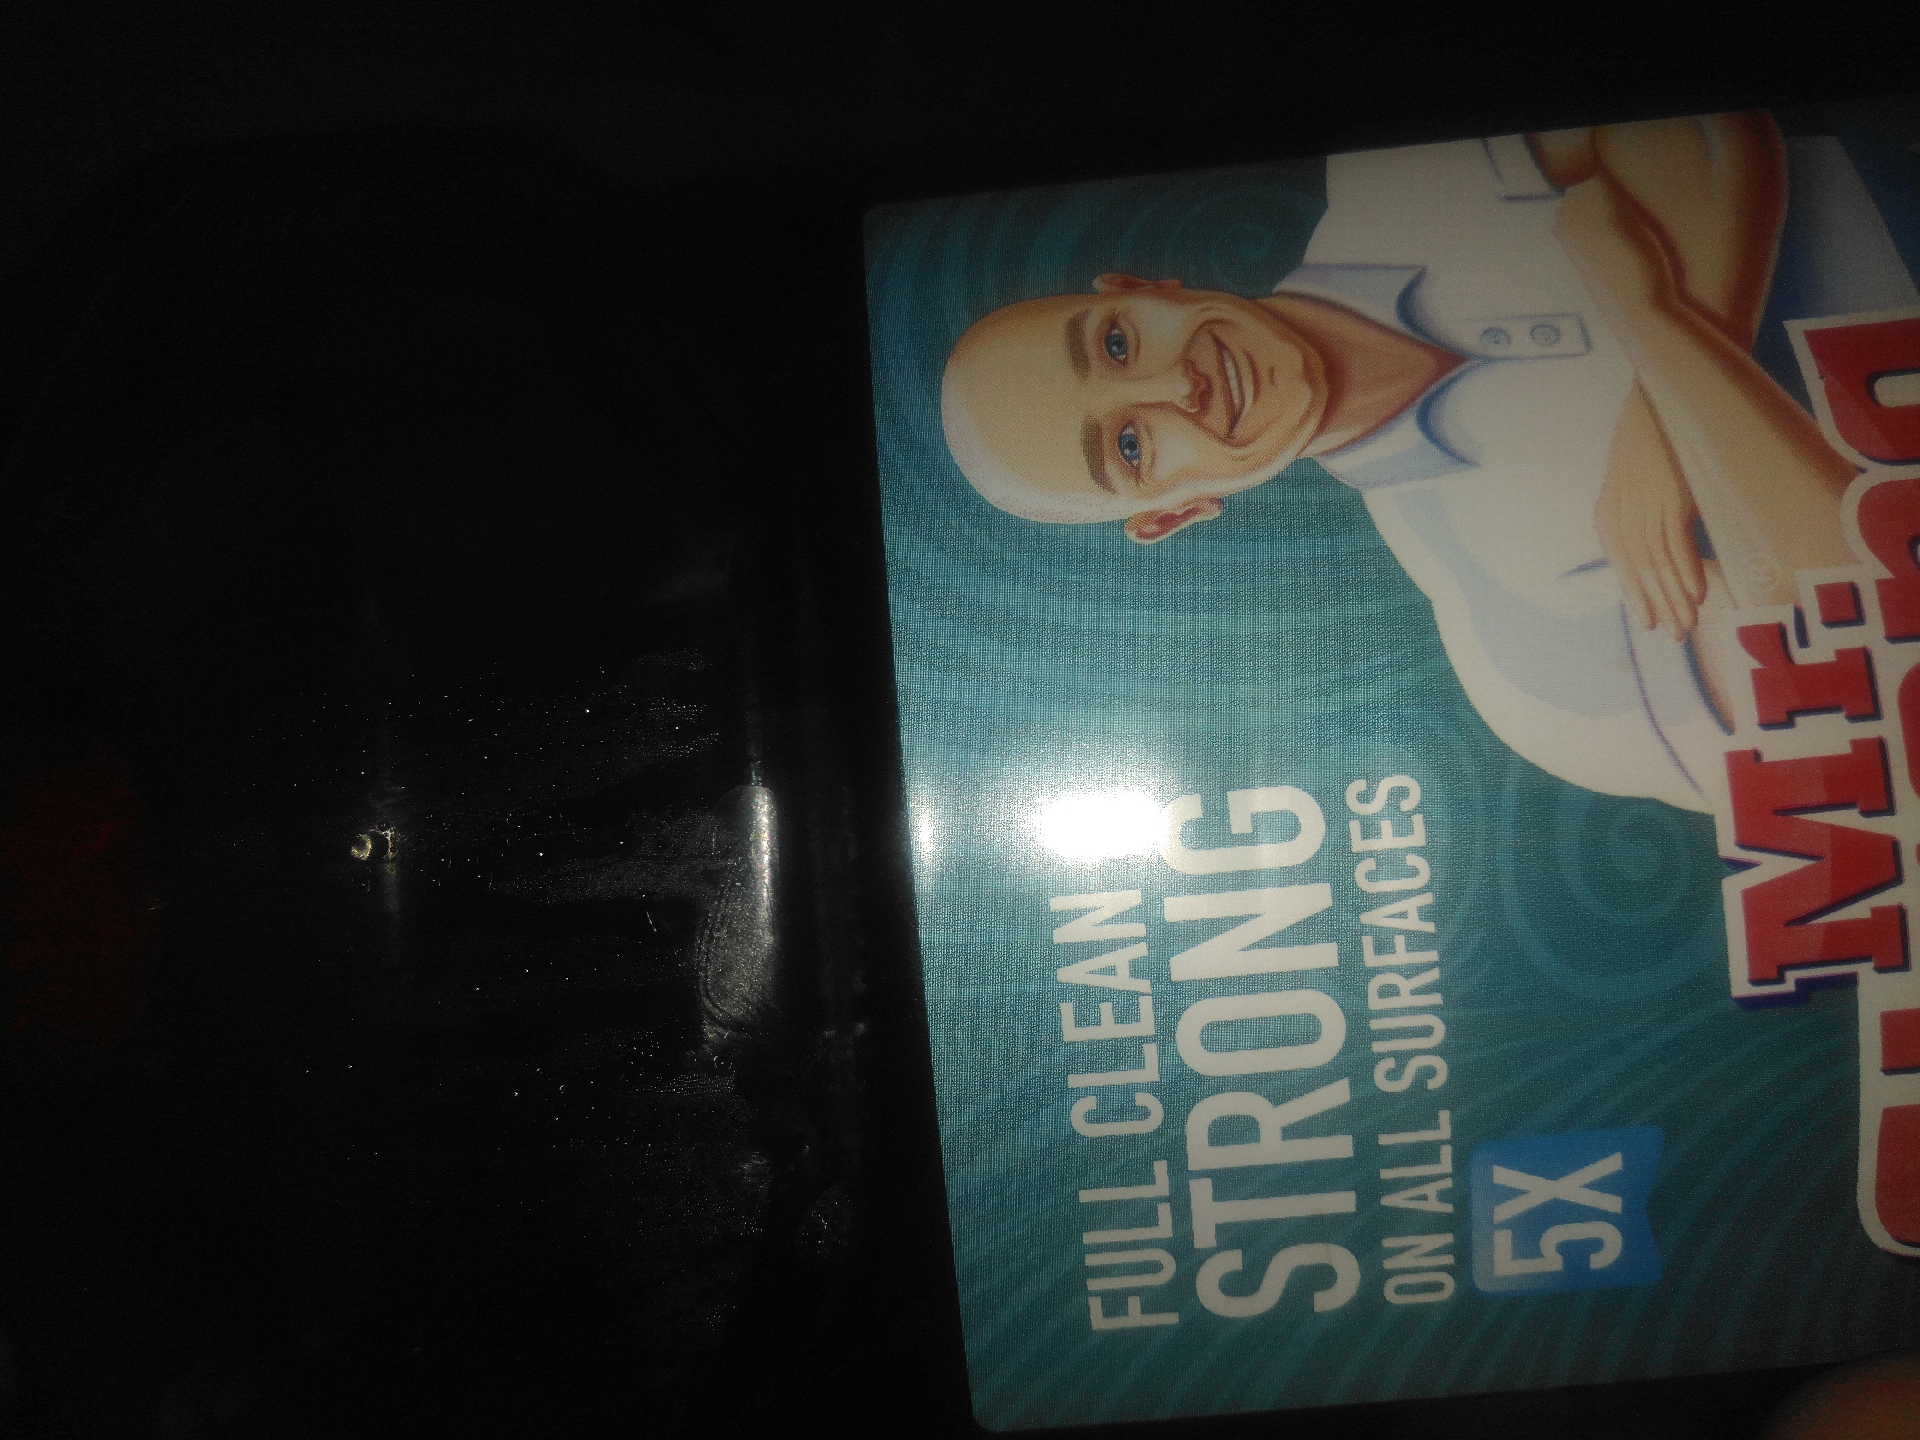 FULL CLEAN
STRONG
ON ALL SURFACES
5X
Mr.